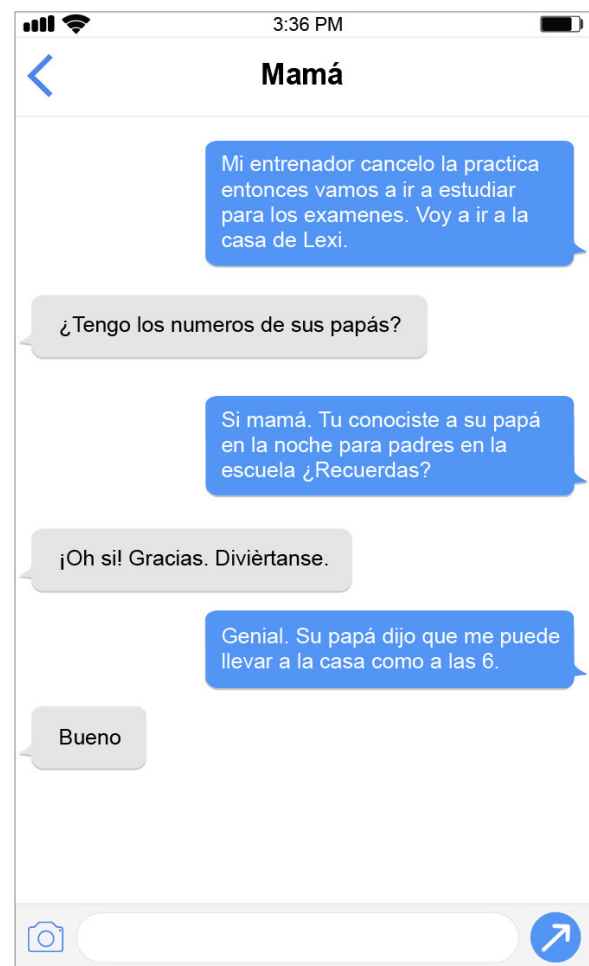 3:36 PM
Mamá
Mi entrenador cancelo la practica
entonces vamos a ir a estudiar
para los examenes. Voy a ir a la
casa de Lexi.
¿Tengo los numeros de sus papás?
Si mamá. Tu conociste a su papá
en la noche para padres en la
escuela ¿Recuerdas?
¡Oh si! Gracias. Divièrtanse.
Genial. Su papá dijo que me puede
llevar a la casa como a las 6.
Bueno